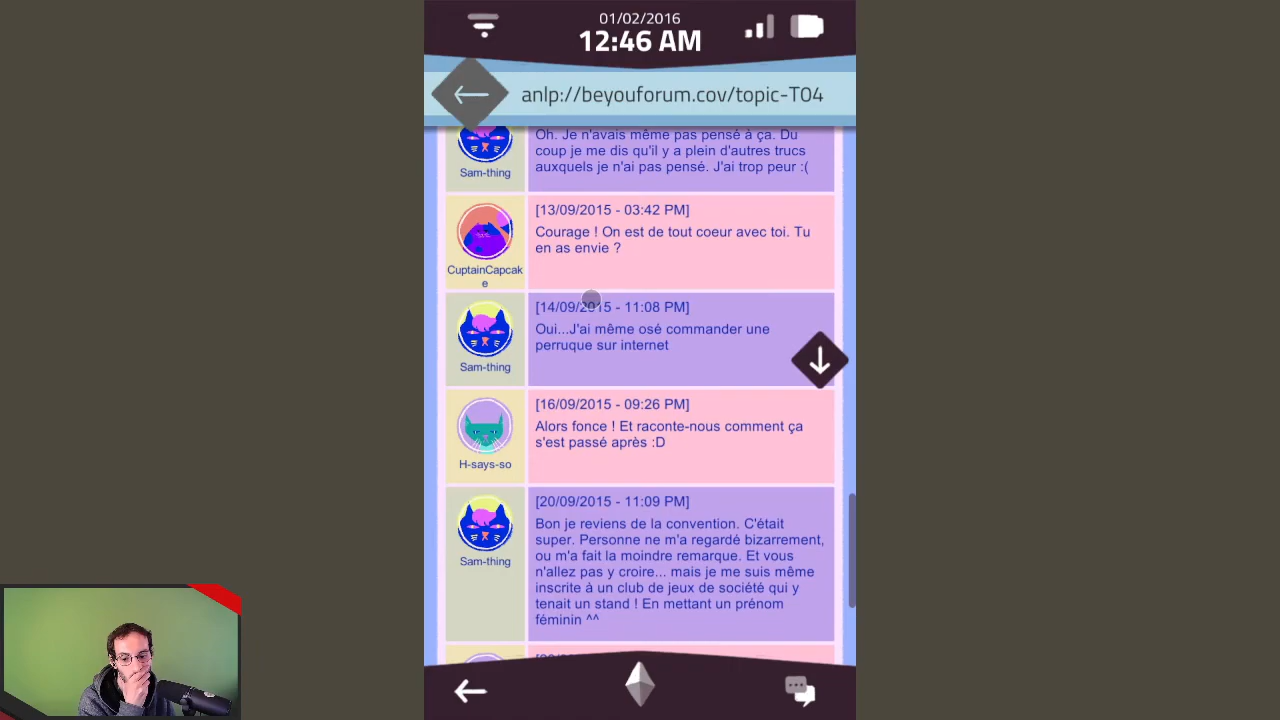 01/02/2016
12:46 AM
anlp://beyouforum.cov/topic-T04
Oh. Je n'avais même pas pensé à ça. Du
coup je me dis qu'il y a plein d'autres trucs
auxquels je n'ai pas pensé. J'ai trop peur :(
Sam-thing
[13/09/2015 - 03:42 PM]
Courage ! On est de tout coeur avec toi. Tu
en as envie ?
CuptainCapcak
e
[14/09/2015 - 11:08 PM]
Oui...J'ai même osé commander une
perruque sur internet
Sam-thing
[16/09/2015 - 09:26 PM]
Alors fonce ! Et raconte-nous comment ça
s'est passé après :D
H-says-so
[20/09/2015 - 11:09 PM]
Bon je reviens de la convention. C'était
super. Personne ne m'a regardé bizarrement,
ou m'a fait la moindre remarque. Et vous
n'allez pas y croire... mais je me suis même
inscrite à un club de jeux de société qui y
tenait un stand ! En mettant un prénom
féminin ^^
Sam-thing